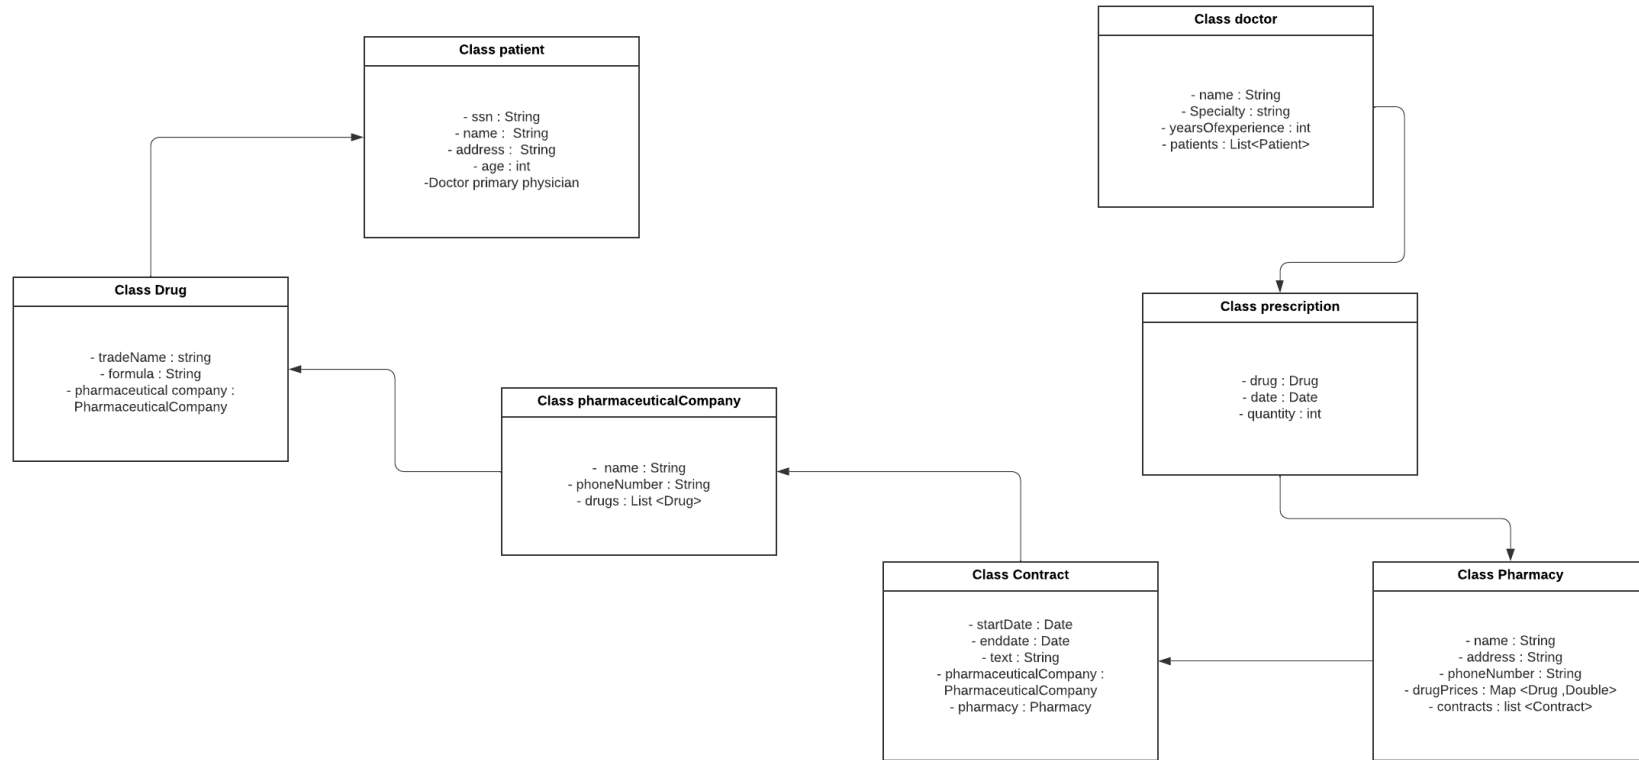 Class doctor
- name : String
- Specialty : string
- yearsOfexperience : int
- patients : List<Patient>
Class patient
- ssn : String
- name :  String
- address :  String
- age : int
-Doctor primary physician
Class Drug
- tradeName : string
- formula : String
- pharmaceutical company :
PharmaceuticalCompany
Class prescription
- drug : Drug
- date : Date
- quantity : int
Class pharmaceuticalCompany
-  name : String
- phoneNumber : String
- drugs : List <Drug>
Class Contract
- startDate : Date
- enddate : Date
- text : String
- pharmaceuticalCompany :
PharmaceuticalCompany
- pharmacy : Pharmacy
Class Pharmacy
- name : String
- address : String
- phoneNumber : String
- drugPrices : Map <Drug ,Double>
- contracts : list <Contract>